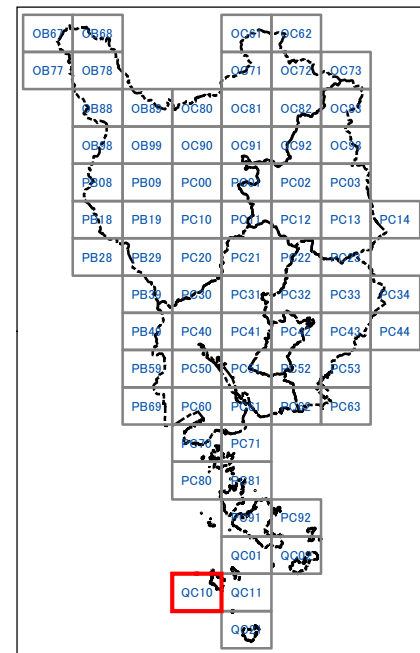 OB67 OB68 OC61 OC62
OB77 OB78 OC71 OC72 OC73
OB88 OB89 OC80 OC81 OC82 OC83
OB98 OB99 OC90 OC91 OC92 OC93
PB08 PB09 PC00 PC01 PC02 PC03
PB18 PB19 PC10 PC11 PC12 PC13 PC14
PB28 PB29 PC20 PC21 PC22 PC23
PB39 PC30 PC31 PC32 PC33 PC34
PB49 PC40 PC41 PC42 PC43 PC44
PB59 PC50 PC51 PC52 PC53
PB69 PC60 PC61 PC62 PC63
PC70 PC71
PC80 PC81
PC91 PC92
QC01 QC02
QC10 QC11
QC21